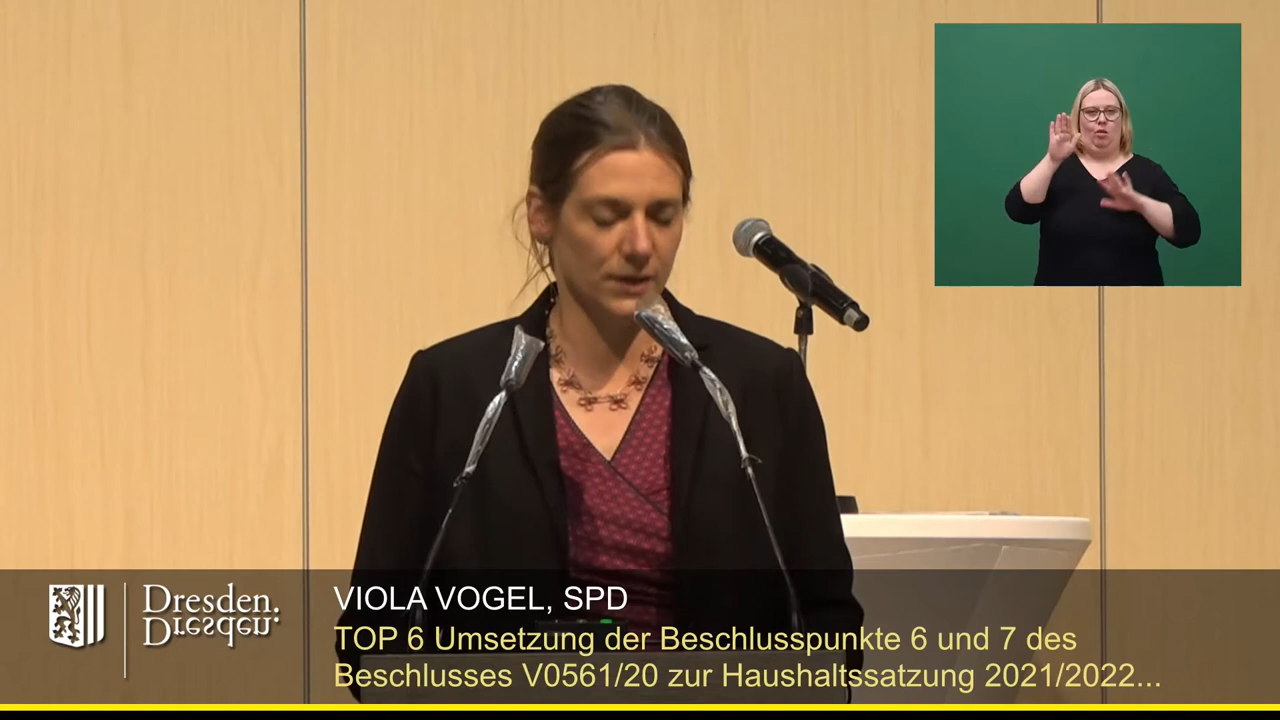 Dresden.
Dresden.
VIOLA VOGEL, SPD
TOP 6 Umsetzung der Beschlusspunkte 6 und 7 des
Beschlusses V0561/20 zur Haushaltssatzung 2021/2022...